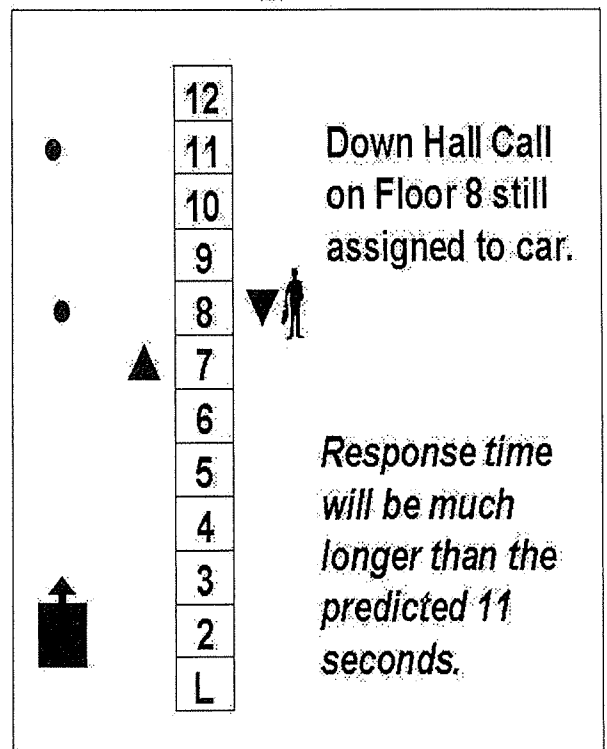 12
11
10
9
8
7
6
5
4
3
2
L
Down Hall Call
on Floor 8 still
assigned to car.
Response time
will be much
longer than the
predicted 11
seconds.